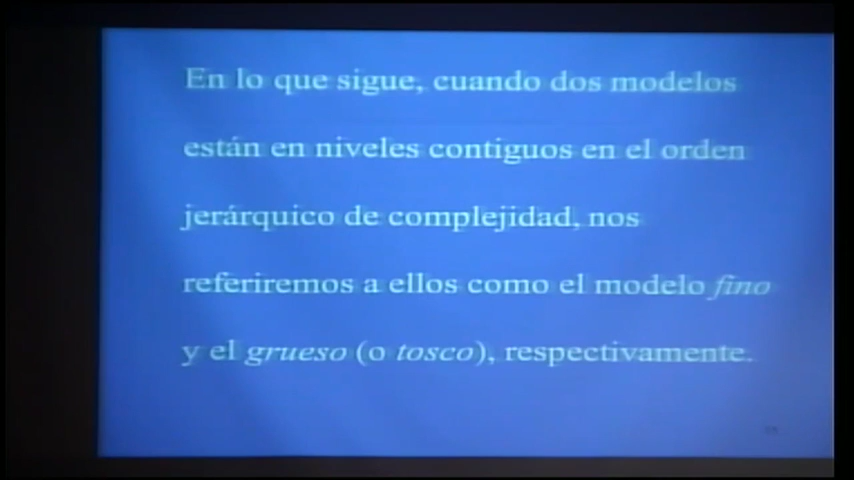 En lo que sigue, cuando dos modelos
están en niveles contiguos en el orden
jerárquico de complejidad, nos
referiremos a ellos como el modelo fino
y el grueso (o tosco), respectivamente.